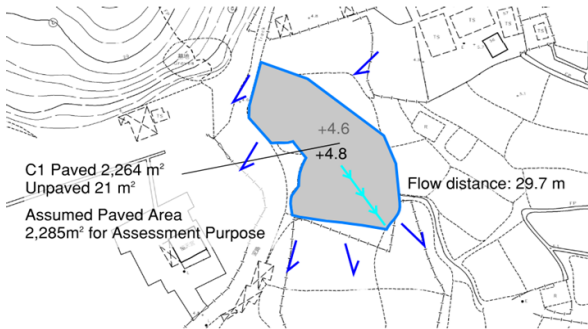 +4.6
+4.8
C1 Paved 2,264 m²
Unpaved 21 m²
Flow distance: 29.7 m
Assumed Paved Area
2,285m² for Assessment Purpose